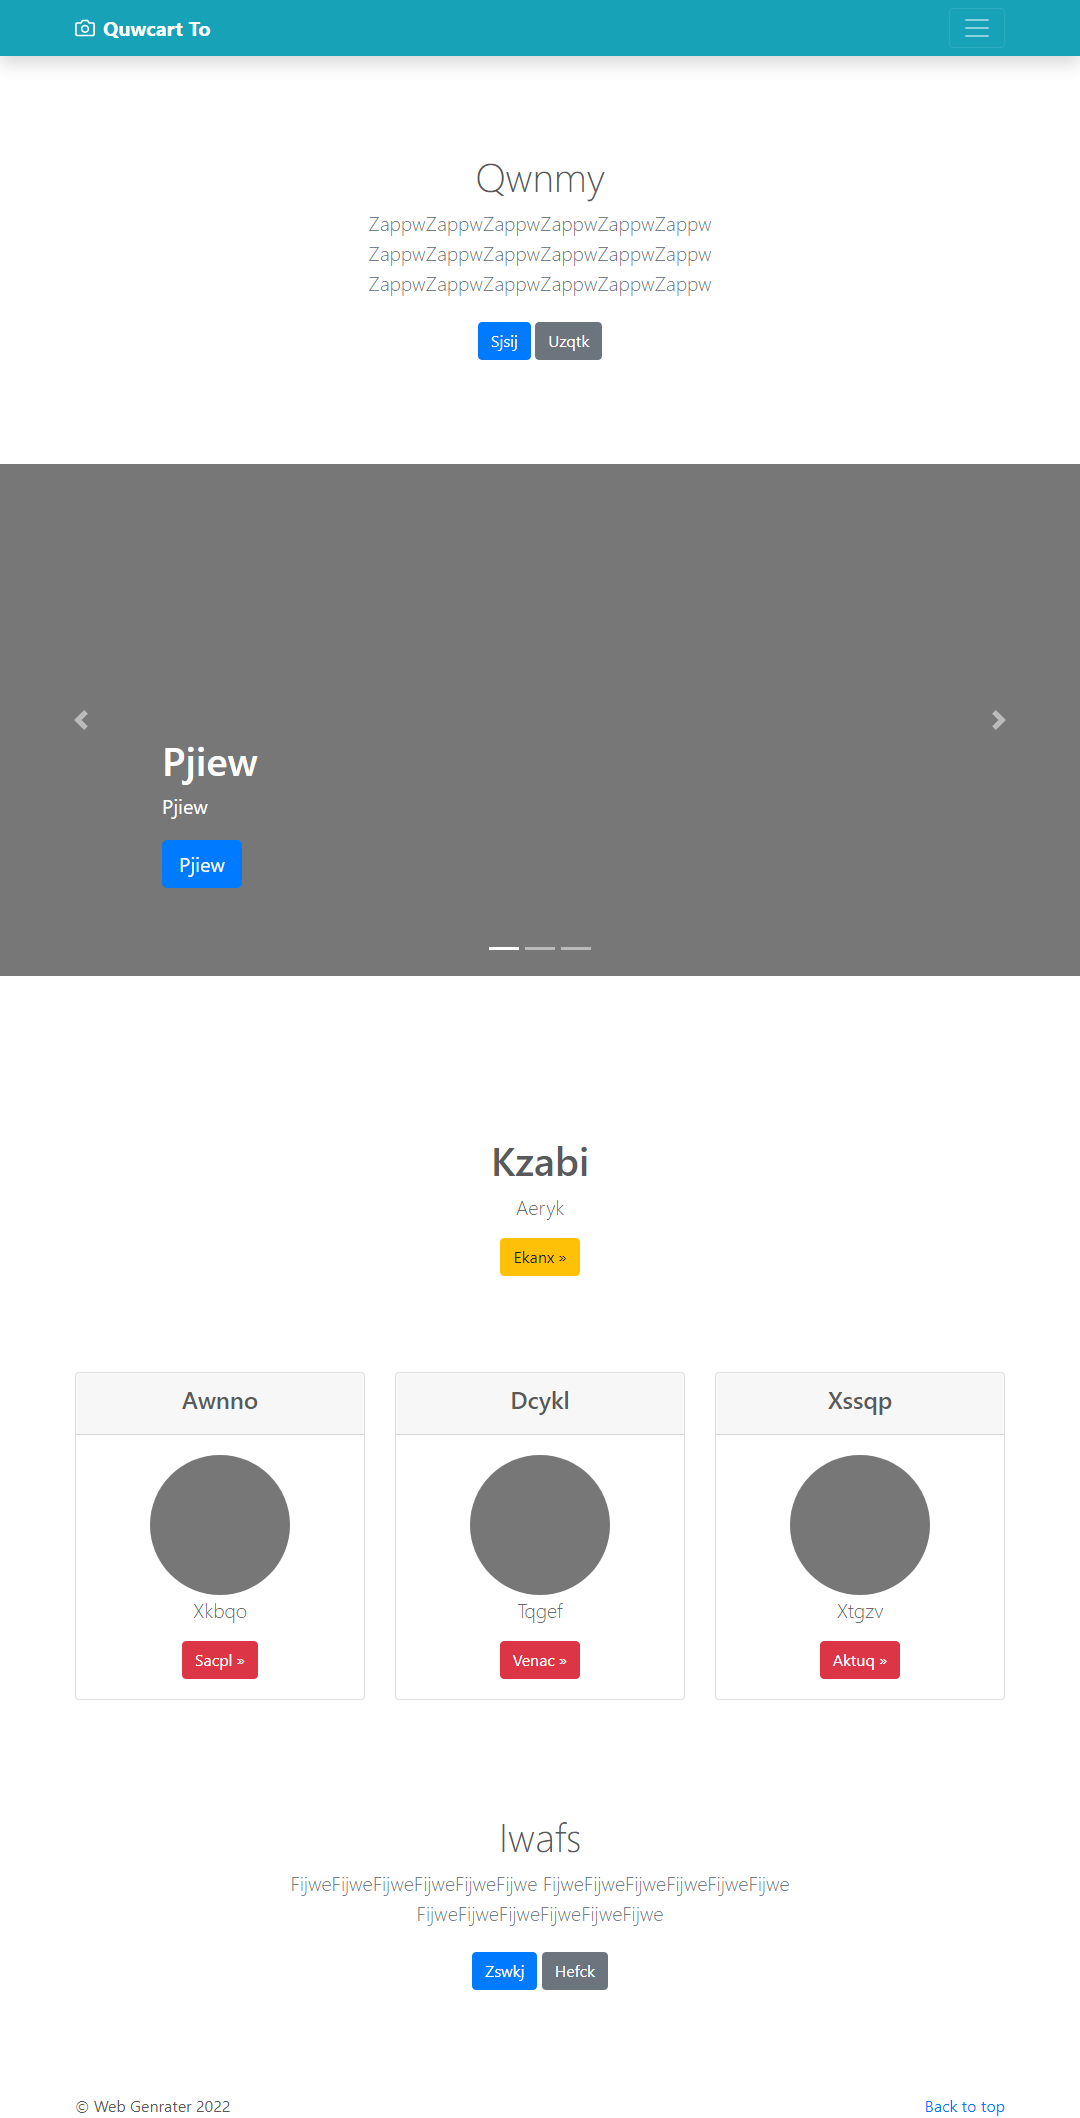 Quwcart To
Qwnmy
ZappwZappwZappwZappwZappwZappw
ZappwZappwZappwZappwZappwZappw
ZappwZappwZappwZappwZappwZappw
Sjsij Uzqtk
Pjiew
Pjiew
Pjiew
Kzabi
Aeryk
Ekanx »
Awnno Dcykl Xssqp
Xkbqo Tqgef Xtgzv
Sacpl » Venac » Aktuq »
Iwafs
FijweFijweFijweFijweFijweFijwe FijweFijweFijweFijweFijweFijwe
FijweFijweFijweFijweFijweFijwe
Zswkj Hefck
© Web Genrater 2022 Back to top